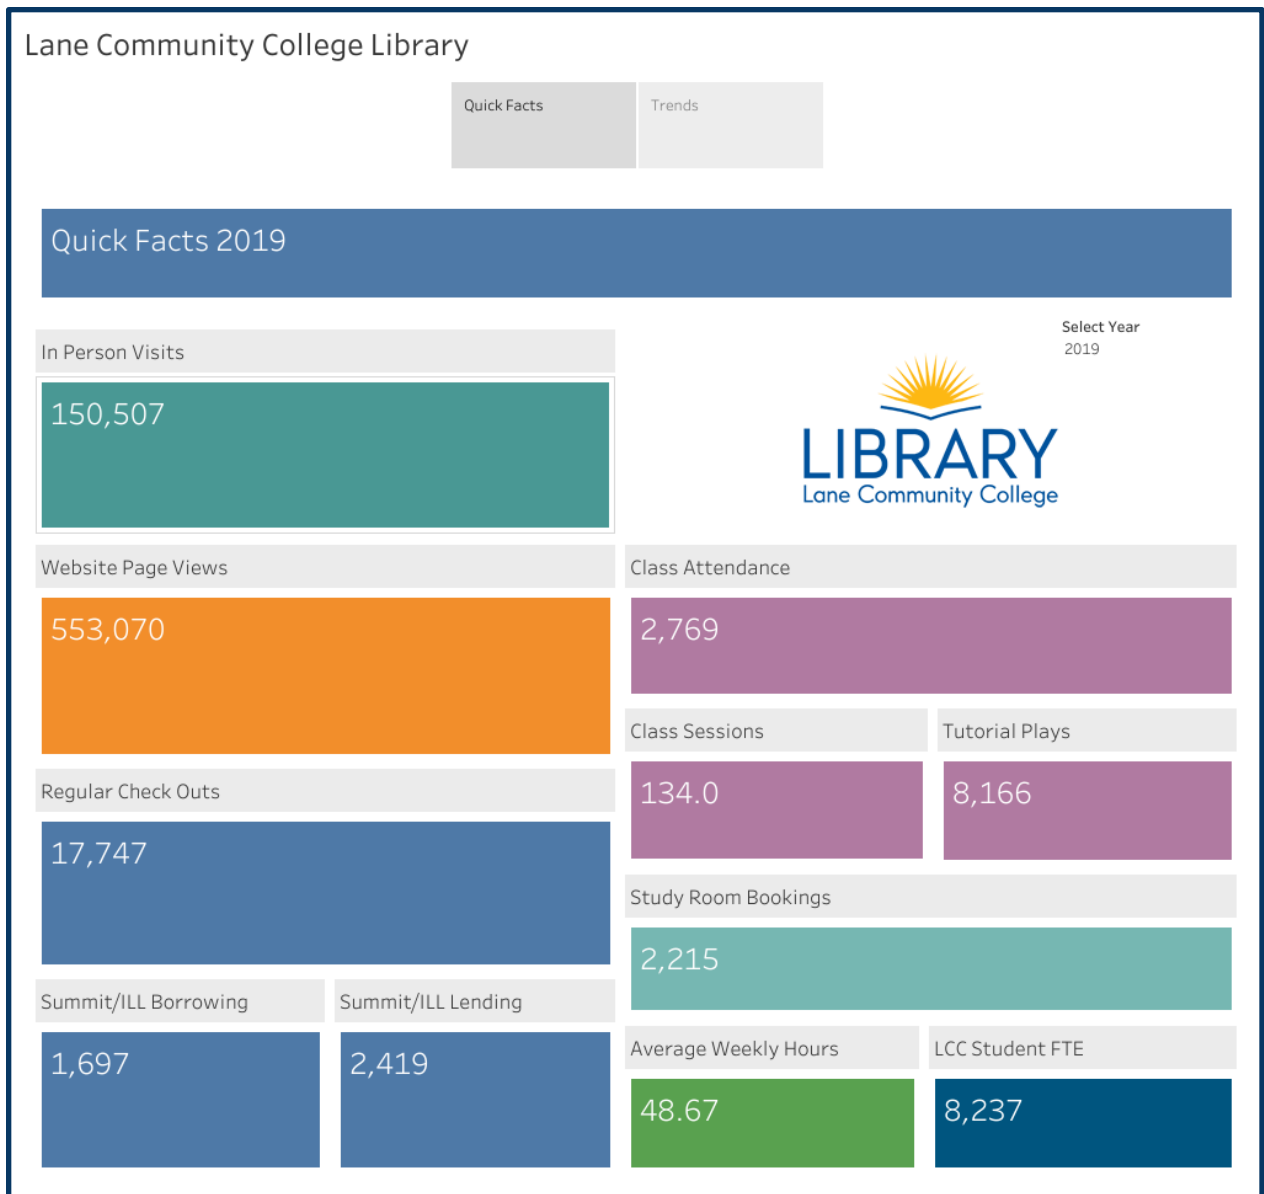 Lane Community College Library
Quick Facts
Trends
Quick Facts 2019
In Person Visits
150,507
Select Year
2019
LIBRARY
Lane Community College
Website Page Views
553,070
Class Attendance
2,769
Class Sessions
134.0
Tutorial Plays
8,166
Regular Check Outs
17,747
Study Room Bookings
2,215
Summit/ILL Borrowing
1,697
Summit/ILL Lending
2,419
Average Weekly Hours
48.67
LCC Student FTE
8,237